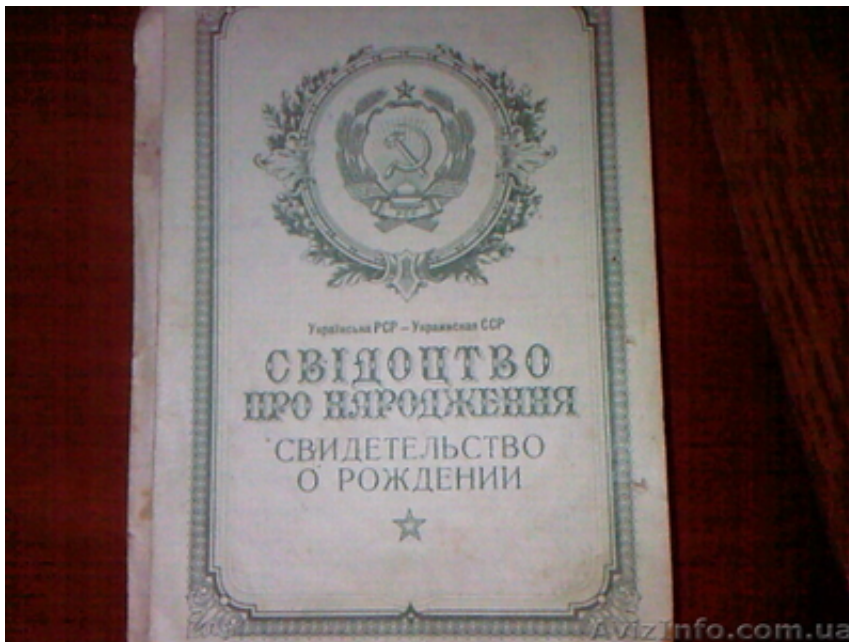 Українська РСР – Украинская ССР
СВІДОЦТВО
ПРО НАРОДЖЕННЯ
СВИДЕТЕЛЬСТВО
О РОЖДЕНИИ
AvizInfo.com.ua